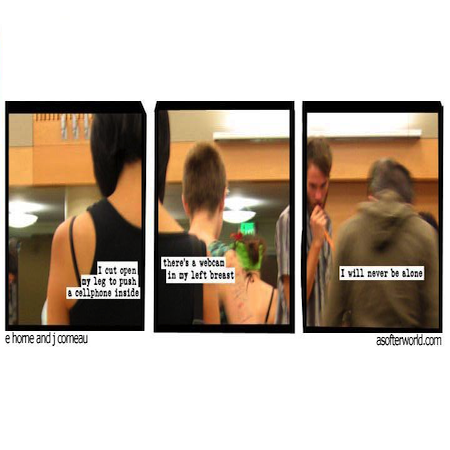 I cut open
my leg to push
a cellphone inside
there's a webcam
in my left breast
I will never be alone
e horne and j comeau
asofterworld.com